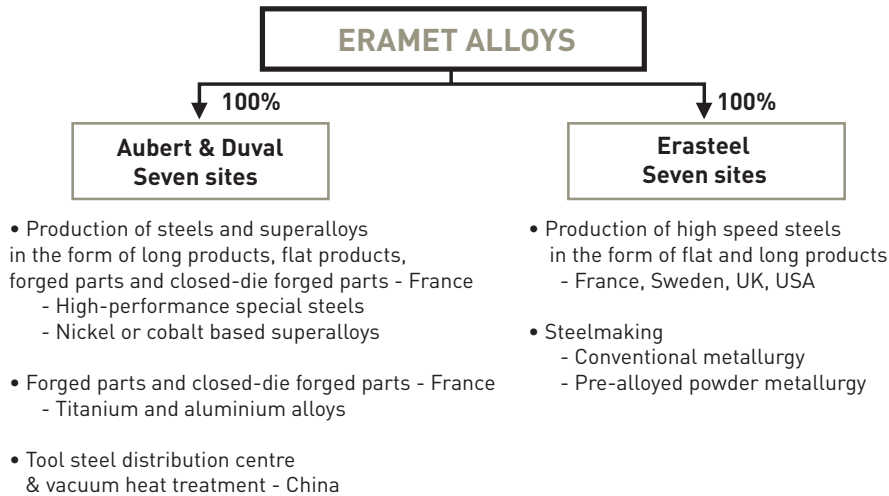 ERAMET ALLOYS
100%
100%
Aubert & Duval
Seven sites
Erasteel
Seven sites
• Production of steels and superalloys
in the form of long products, flat products,
forged parts and closed-die forged parts - France
- High-performance special steels
- Nickel or cobalt based superalloys
• Forged parts and closed-die forged parts - France
- Titanium and aluminium alloys
• Tool steel distribution centre
& vacuum heat treatment - China
• Production of high speed steels
in the form of flat and long products
- France, Sweden, UK, USA
• Steelmaking
- Conventional metallurgy
- Pre-alloyed powder metallurgy